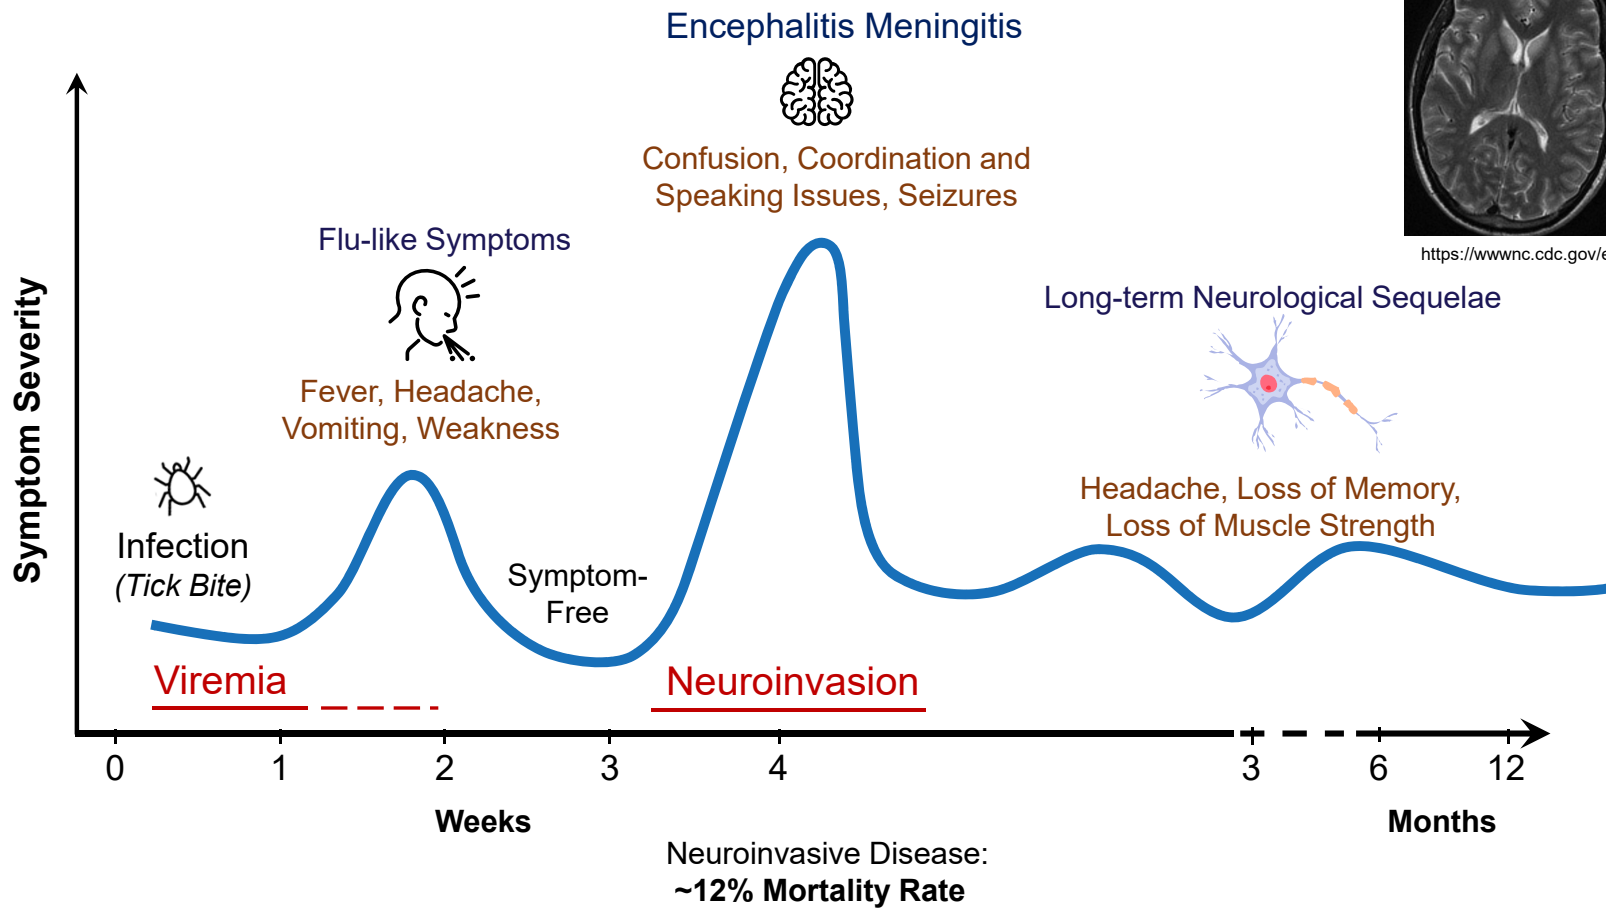 Encephalitis Meningitis
Confusion, Coordination and
Speaking Issues, Seizures
https://wwwnc.cdc.gov/e
Flu-like Symptoms
Fever, Headache,
Vomiting, Weakness
Long-term Neurological Sequelae
Headache, Loss of Memory,
Loss of Muscle Strength
Symptom Severity
Infection
(Tick Bite)
Symptom-
Free
Viremia
Neuroinvasion
0 1 2 3 4 3 6 12
Weeks
Months
Neuroinvasive Disease:
~12% Mortality Rate